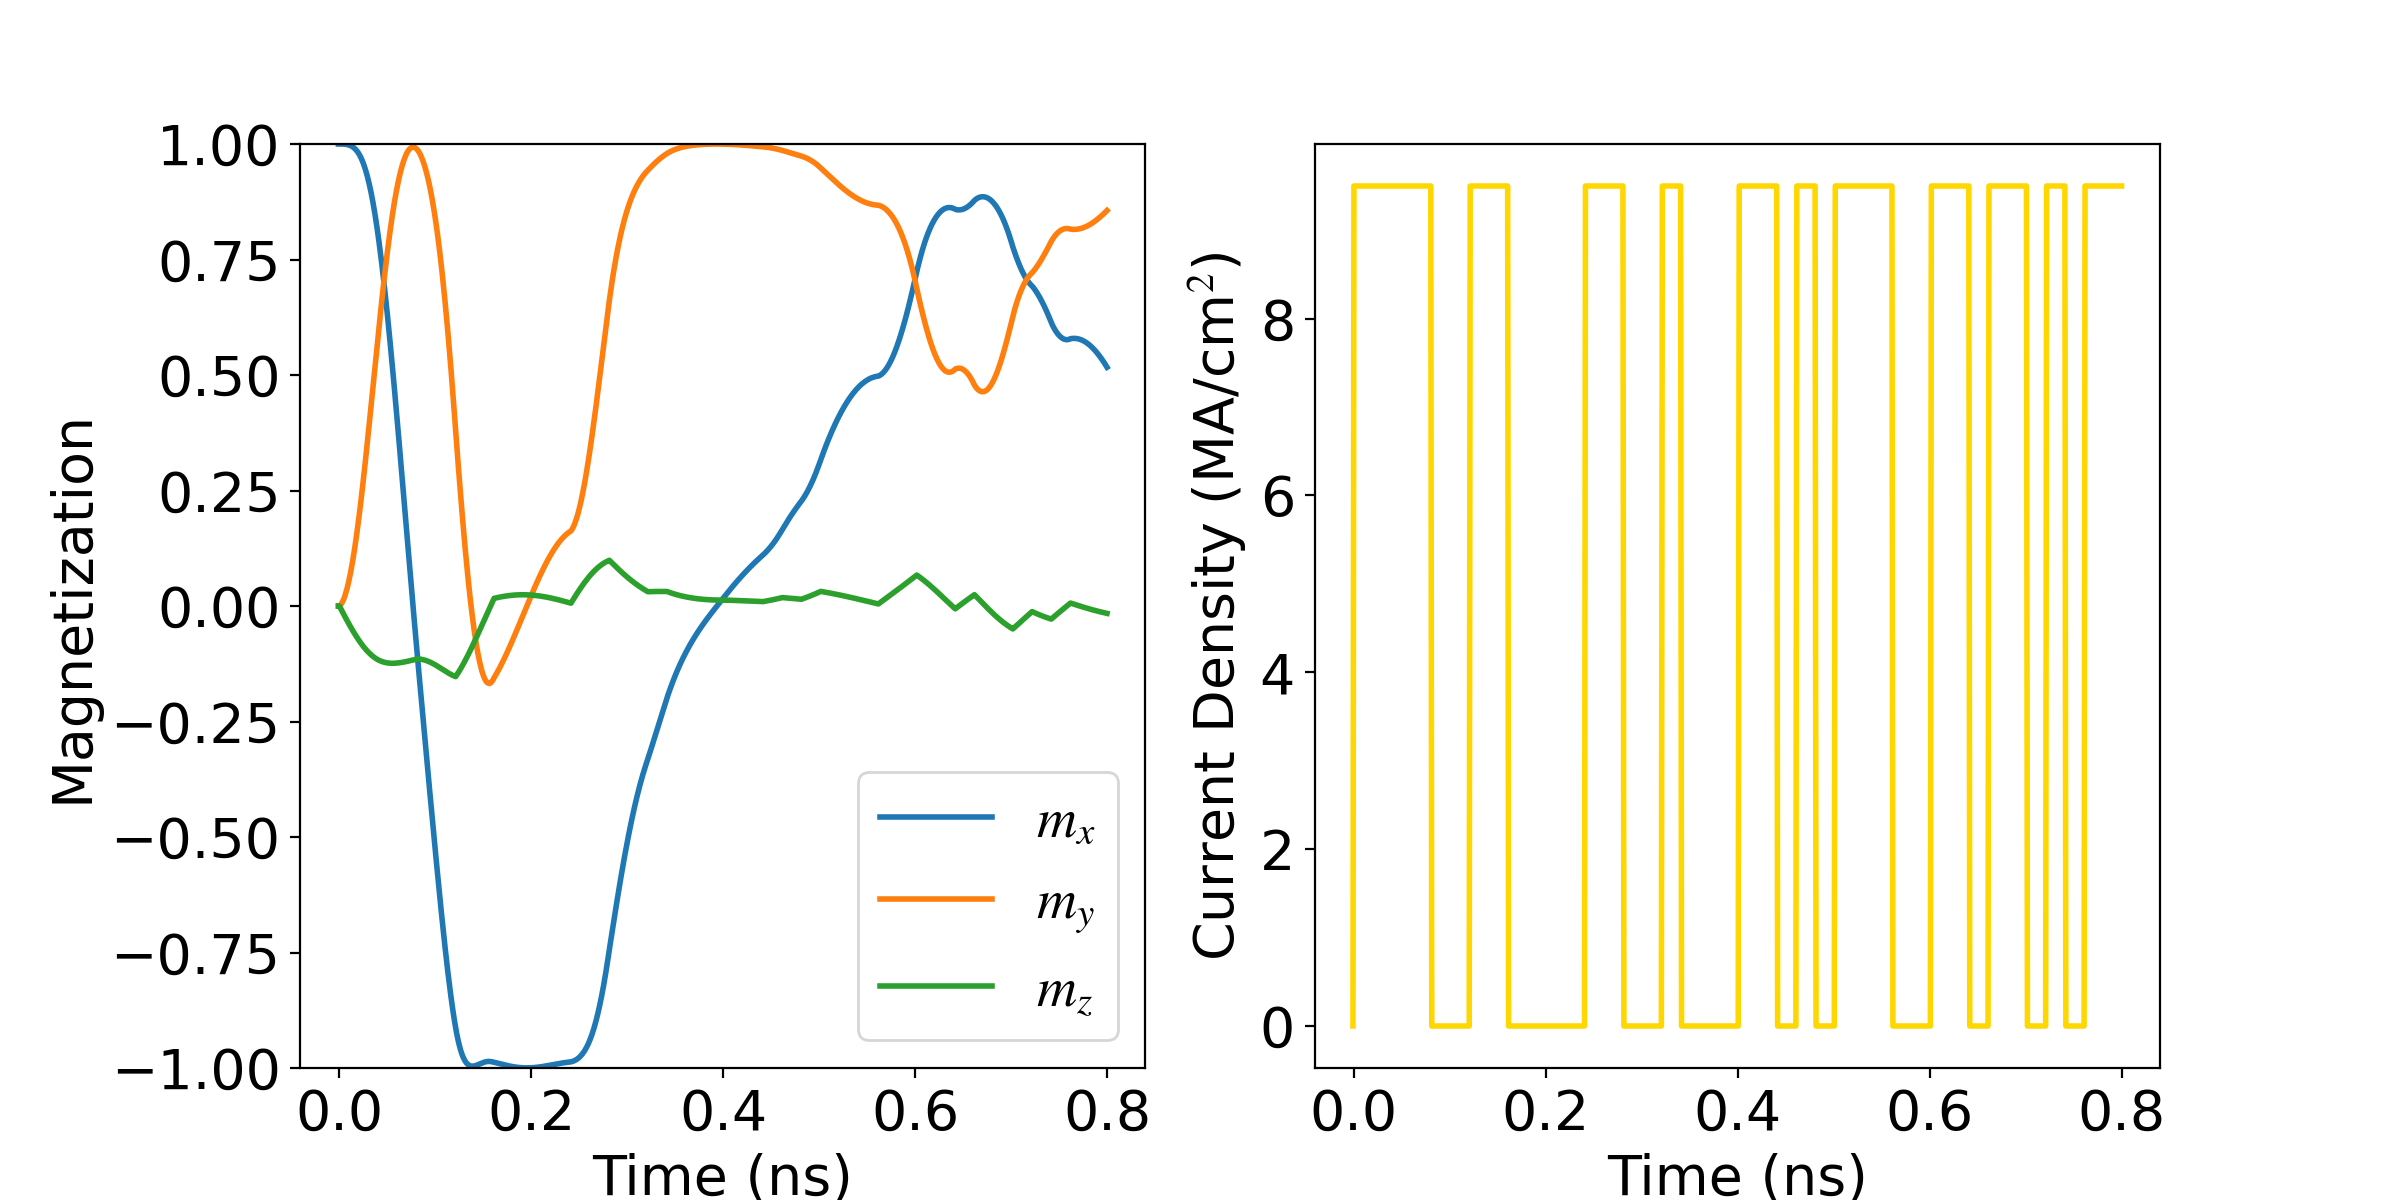 Magnetization
1.00
0.75
0.50
0.25
0.00
−0.25
−0.50
−0.75
−1.00
0.0 0.2 0.4 0.6 0.8
Time (ns)
m_x
m_y
m_z
Current Density (MA/cm²)
8
6
4
2
0
0.0 0.2 0.4 0.6 0.8
Time (ns)